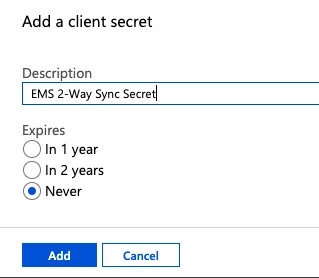 Add a client secret
Description
EMS 2-Way Sync Secret
Expires
In 1 year
In 2 years
Never
Add
Cancel